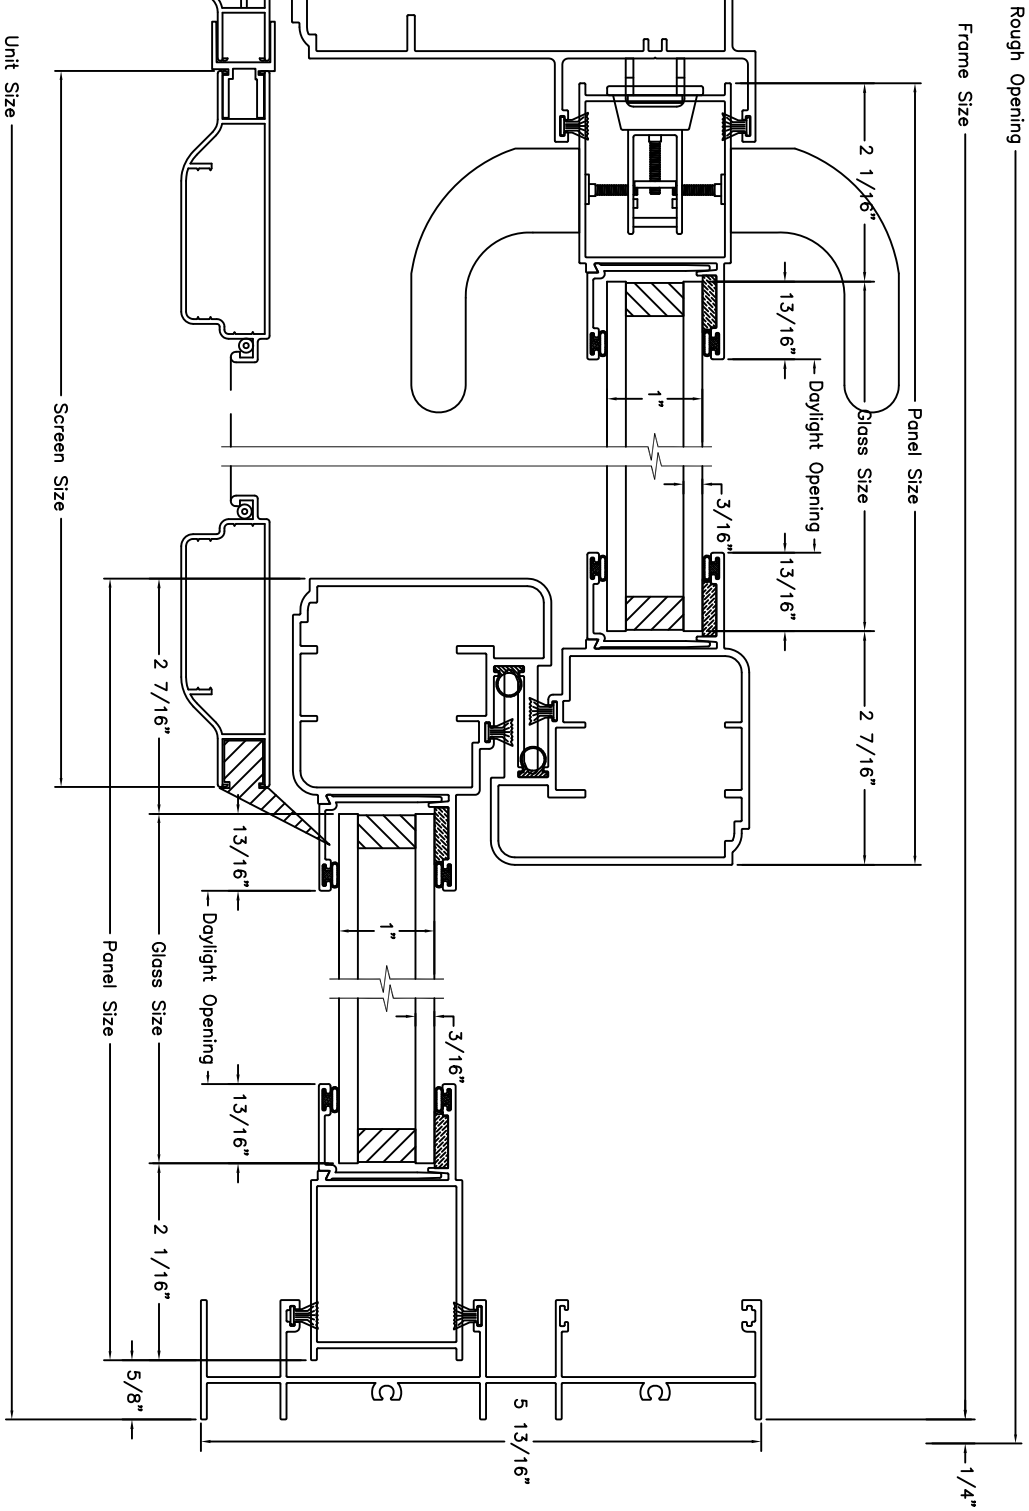 Rough Opening
1/4"
Frame Size
Panel Size
2 1/16"
Glass Size
2 7/16"
13/16"
Daylight Opening
13/16"
3/16"
1"
5 13/16"
3/16"
1"
13/16"
Daylight Opening
13/16"
2 7/16"
Glass Size
2 1/16"
5/8"
Panel Size
Screen Size
Unit Size